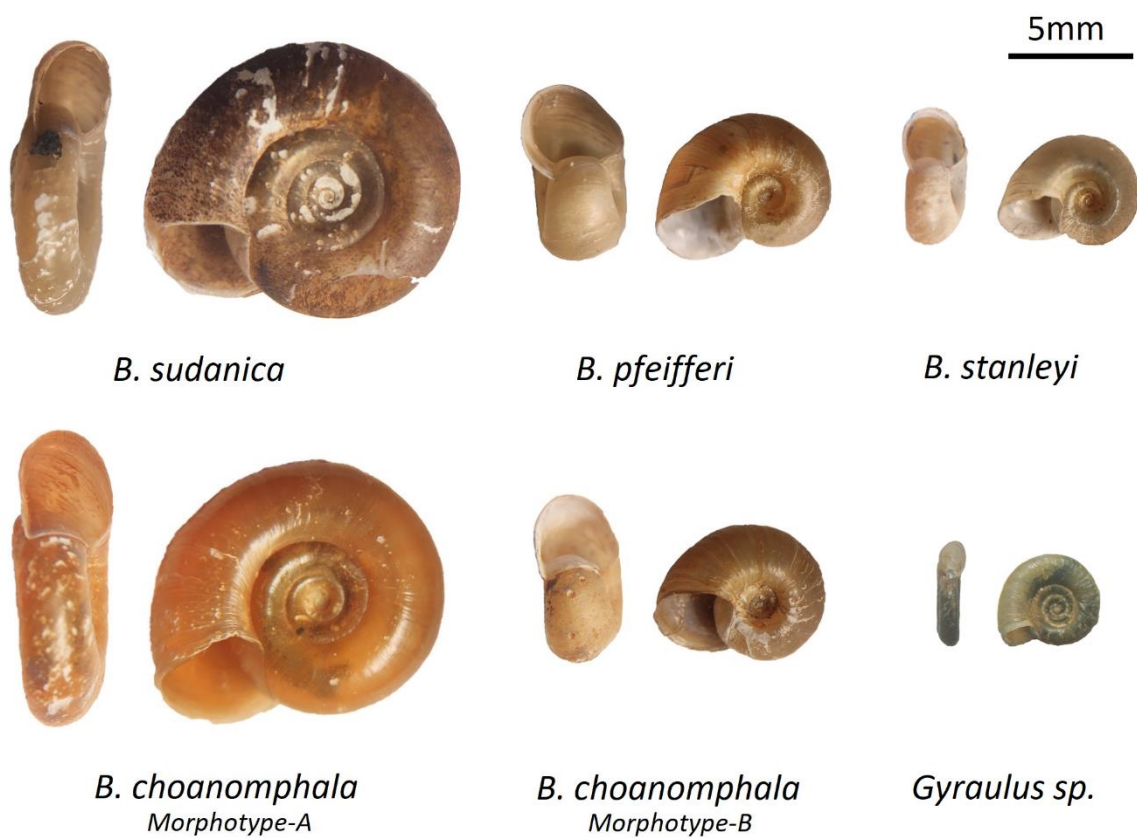 5mm
B. sudanica
B. pfeifferi
B. stanleyi
B. choanomphala
Morphotype-A
B. choanomphala
Morphotype-B
Gyraulus sp.